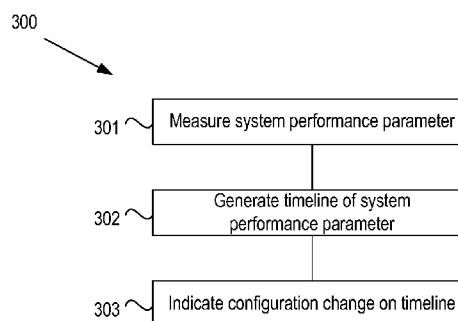 300
301
Measure system performance parameter
302
Generate timeline of system
performance parameter
303
Indicate configuration change on timeline